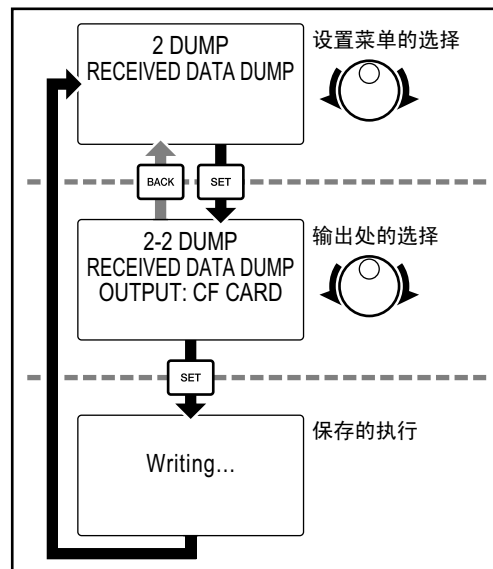 2 DUMP
RECEIVED DATA DUMP
设置菜单的选择
BACK
SET
2-2 DUMP
RECEIVED DATA DUMP
OUTPUT: CF CARD
输出处的选择
SET
Writing...
保存的执行